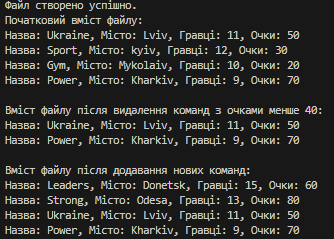 Файл створено успішно.
Початковий вміст файлу:
Назва: Ukraine, Місто: Lviv, Гравці: 11, Очки: 50
Назва: Sport, Місто: kyiv, Гравці: 12, Очки: 30
Назва: Gym, Місто: Mykolaiv, Гравці: 10, Очки: 20
Назва: Power, Місто: Kharkiv, Гравці: 9, Очки: 70
Вміст файлу після видалення команд з очками менше 40:
Назва: Ukraine, Місто: Lviv, Гравці: 11, Очки: 50
Назва: Power, Місто: Kharkiv, Гравці: 9, Очки: 70
Вміст файлу після додавання нових команд:
Назва: Leaders, Місто: Donetsk, Гравці: 15, Очки: 60
Назва: Strong, Місто: Odesa, Гравці: 13, Очки: 80
Назва: Ukraine, Місто: Lviv, Гравці: 11, Очки: 50
Назва: Power, Місто: Kharkiv, Гравці: 9, Очки: 70